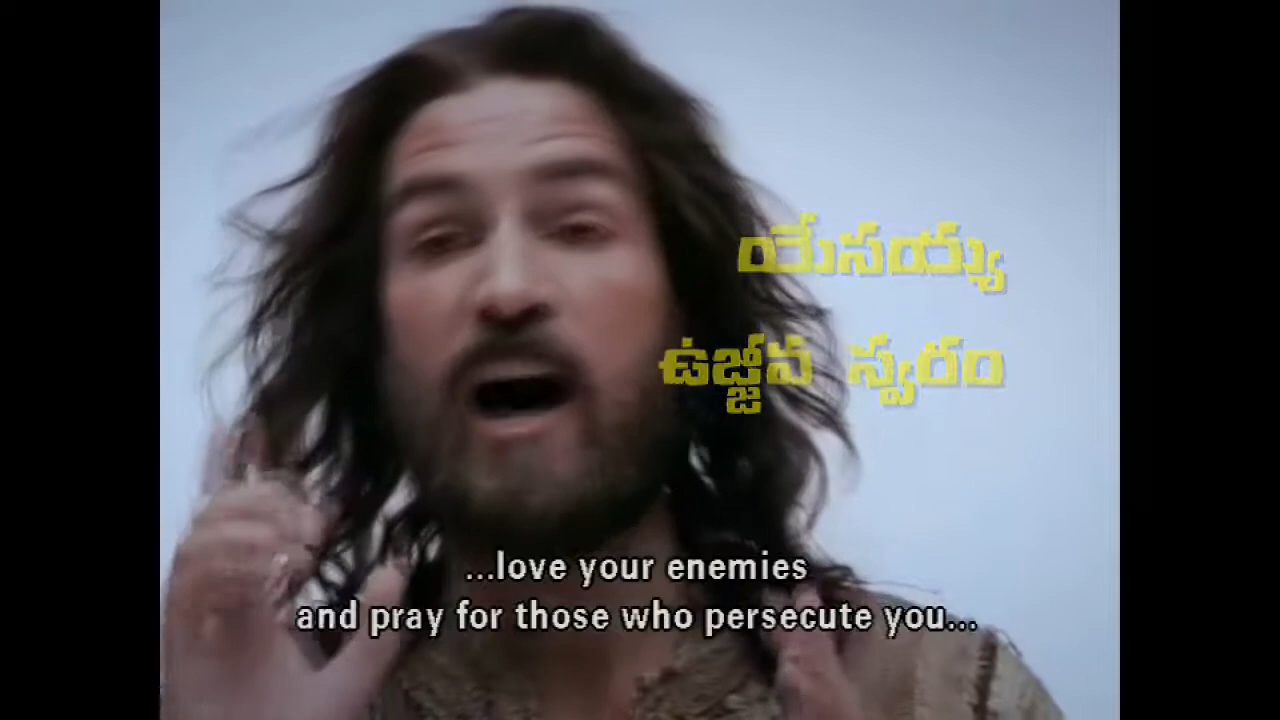 యేసయ్య
ఉజ్జీవ స్వరం
...love your enemies
and pray for those who persecute you...